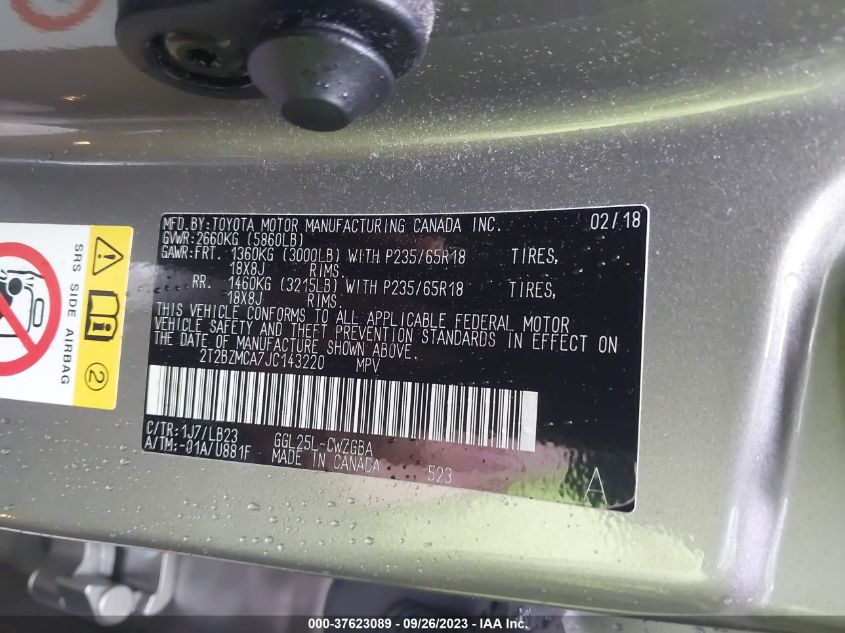 MFD.BY:TOYOTA MOTOR MANUFACTURING CANADA INC. 02/18
GVWR:2660KG (5860LB)
GAWR:FRT. 1360KG (3000LB) WITH P235/65R18 TIRES,
18X8J RIMS.
RR. 1460KG (3215LB) WITH P235/65R18 TIRES,
18X8J RIMS.
THIS VEHICLE CONFORMS TO ALL APPLICABLE FEDERAL MOTOR
VEHICLE SAFETY AND THEFT PREVENTION STANDARDS IN EFFECT ON
THE DATE OF MANUFACTURE SHOWN ABOVE.
2T2BZMCA7JC143220 MPV
C/TR:1J7/LB23 GGL25L-CWZGBA
A/TM:-01A/U881F MADE IN CANADA 523
A
SRS SIDE AIRBAG
2
000-37623089 - 09/26/2023 - IAA Inc.